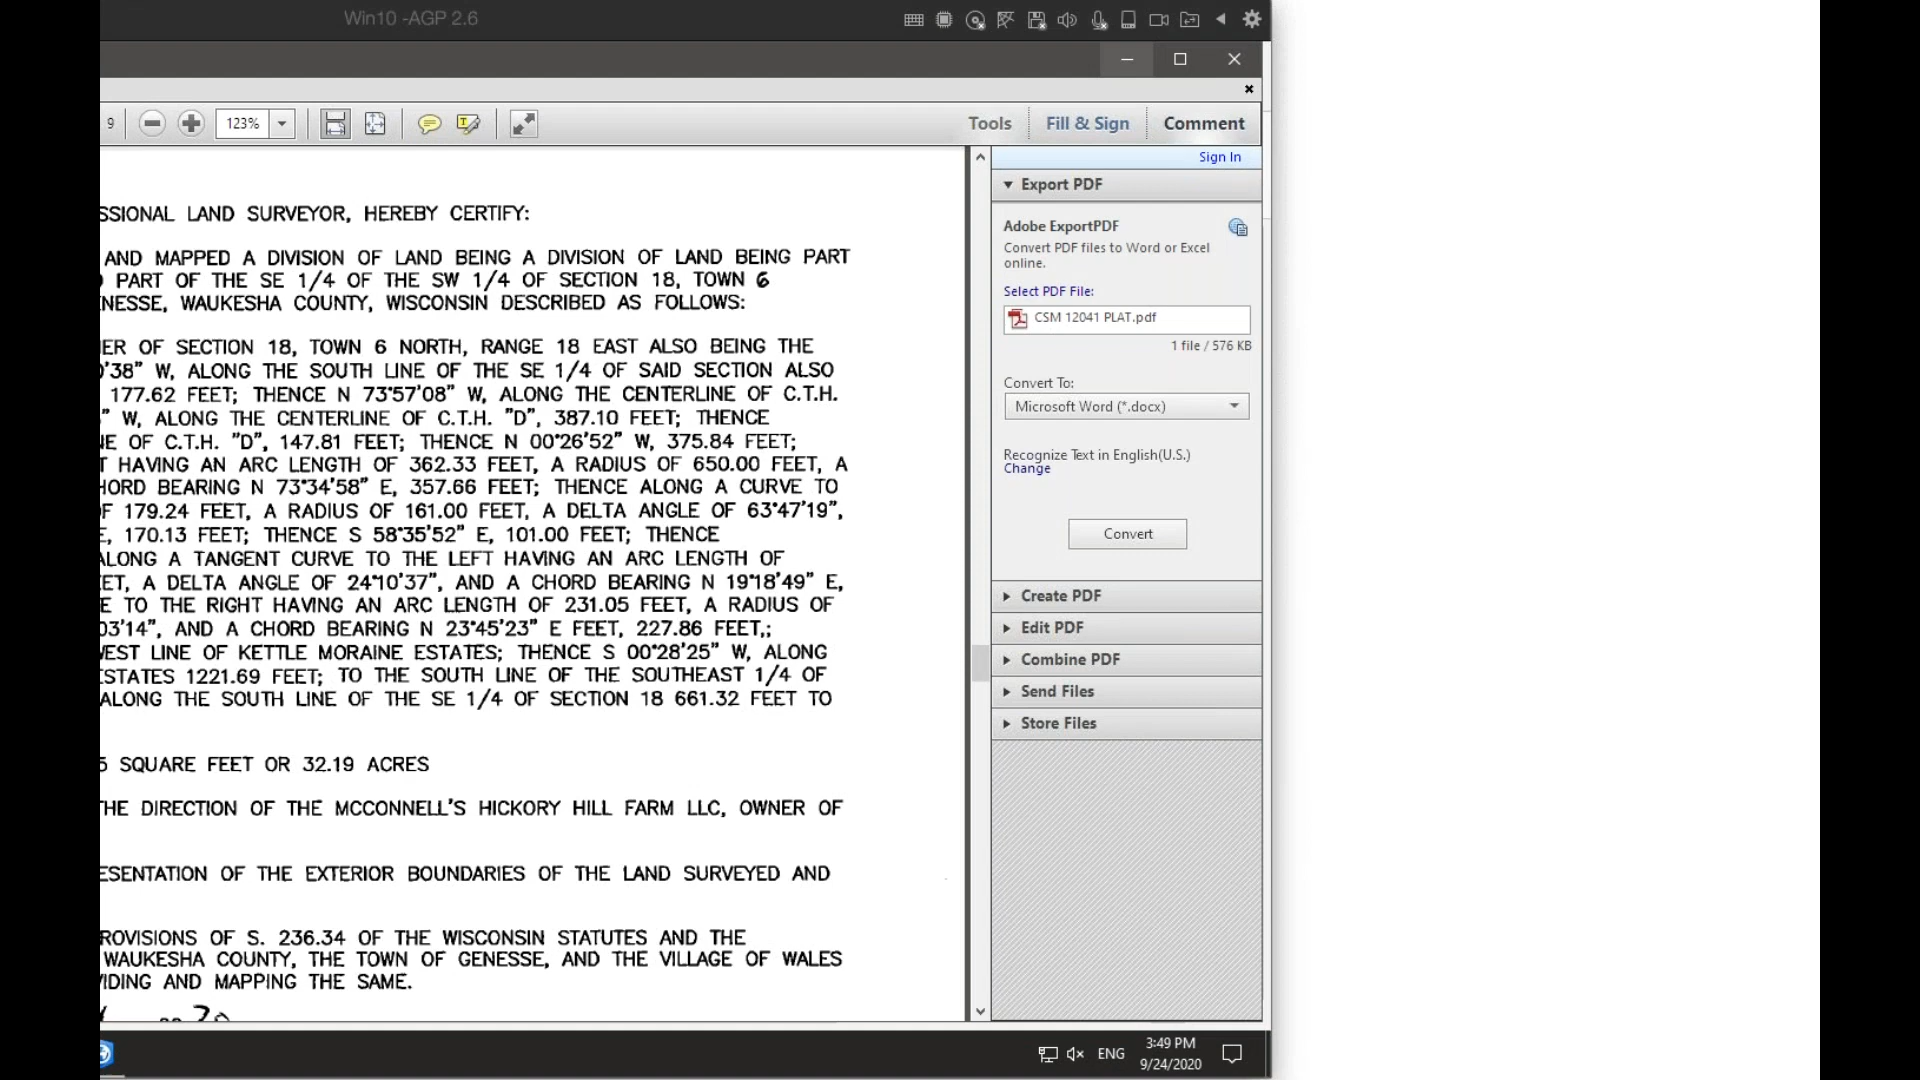 Win10 -AGP 2.6
9
123%
Tools
Fill & Sign
Comment
SSIONAL LAND SURVEYOR, HEREBY CERTIFY:
AND MAPPED A DIVISION OF LAND BEING A DIVISION OF LAND BEING PART
PART OF THE SE 1/4 OF THE SW 1/4 OF SECTION 18, TOWN 6
NESSE, WAUKESHA COUNTY, WISCONSIN DESCRIBED AS FOLLOWS:
ER OF SECTION 18, TOWN 6 NORTH, RANGE 18 EAST ALSO BEING THE
'38" W, ALONG THE SOUTH LINE OF THE SE 1/4 OF SAID SECTION ALSO
177.62 FEET; THENCE N 73°57'08" W, ALONG THE CENTERLINE OF C.T.H.
" W, ALONG THE CENTERLINE OF C.T.H. "D", 387.10 FEET; THENCE
E OF C.T.H. "D", 147.81 FEET; THENCE N 00°26'52" W, 375.84 FEET;
T HAVING AN ARC LENGTH OF 362.33 FEET, A RADIUS OF 650.00 FEET, A
HORD BEARING N 73°34'58" E, 357.66 FEET; THENCE ALONG A CURVE TO
F 179.24 FEET, A RADIUS OF 161.00 FEET, A DELTA ANGLE OF 63°47'19",
E, 170.13 FEET; THENCE S 58°35'52" E, 101.00 FEET; THENCE
ALONG A TANGENT CURVE TO THE LEFT HAVING AN ARC LENGTH OF
ET, A DELTA ANGLE OF 24°10'37", AND A CHORD BEARING N 19°18'49" E,
E TO THE RIGHT HAVING AN ARC LENGTH OF 231.05 FEET, A RADIUS OF
03'14", AND A CHORD BEARING N 23°45'23" E FEET, 227.86 FEET,;
WEST LINE OF KETTLE MORAINE ESTATES; THENCE S 00°28'25" W, ALONG
STATES 1221.69 FEET; TO THE SOUTH LINE OF THE SOUTHEAST 1/4 OF
ALONG THE SOUTH LINE OF THE SE 1/4 OF SECTION 18 661.32 FEET TO
5 SQUARE FEET OR 32.19 ACRES
THE DIRECTION OF THE MCCONNELL'S HICKORY HILL FARM LLC, OWNER OF
ESENTATION OF THE EXTERIOR BOUNDARIES OF THE LAND SURVEYED AND
ROVISIONS OF S. 236.34 OF THE WISCONSIN STATUTES AND THE
WAUKESHA COUNTY, THE TOWN OF GENESSE, AND THE VILLAGE OF WALES
VIDING AND MAPPING THE SAME.
Sign In
Export PDF
Adobe ExportPDF
Convert PDF files to Word or Excel
online.
Select PDF File:
CSM 12041 PLAT.pdf
1 file / 576 KB
Convert To:
Microsoft Word (*.docx)
Recognize Text in English(U.S.)
Change
Convert
Create PDF
Edit PDF
Combine PDF
Send Files
Store Files
ENG
3:49 PM
9/24/2020